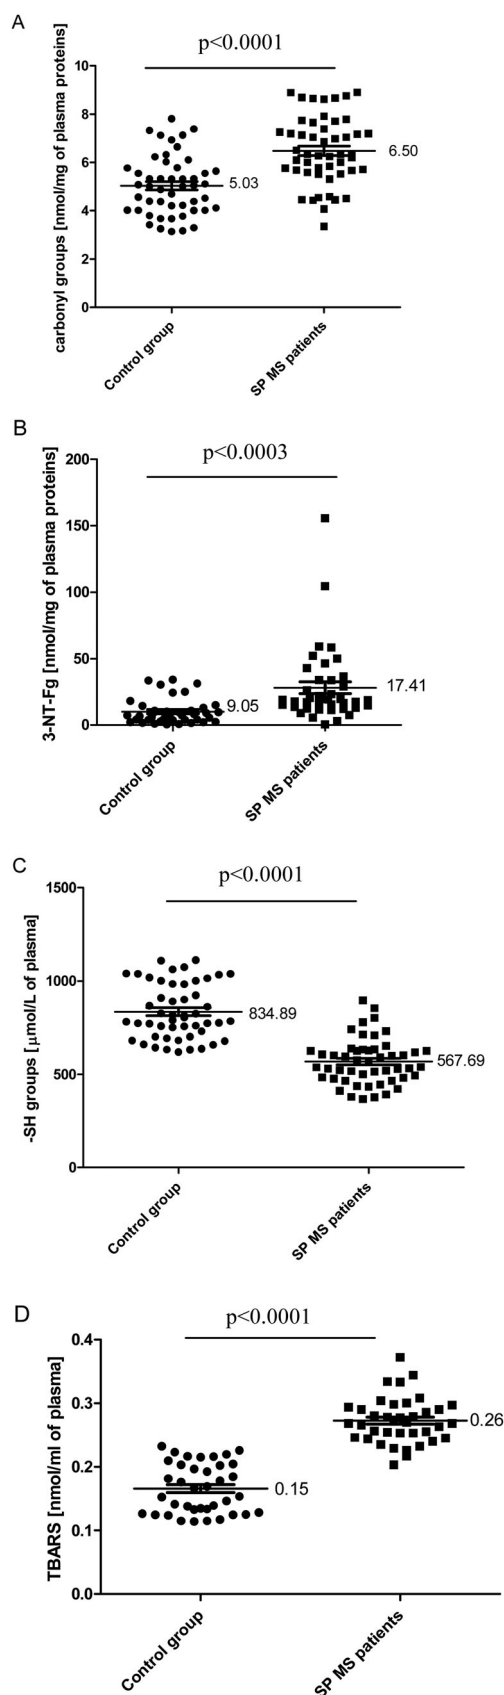 A
p<0.0001
carbonyl groups [nmol/mg of plasma proteins]
10
8
6
4
2
0
5.03
6.50
Control group
SP MS patients
B
p<0.0003
3-NT-Fg [nmol/mg of plasma proteins]
200
150
100
50
0
9.05
17.41
Control group
SP MS patients
C
p<0.0001
-SH groups [μmol/L of plasma]
1500
1000
500
0
834.89
567.69
Control group
SP MS patients
D
p<0.0001
TBARS [nmol/ml of plasma]
0.4
0.3
0.2
0.1
0.0
0.15
0.26
Control group
SP MS patients